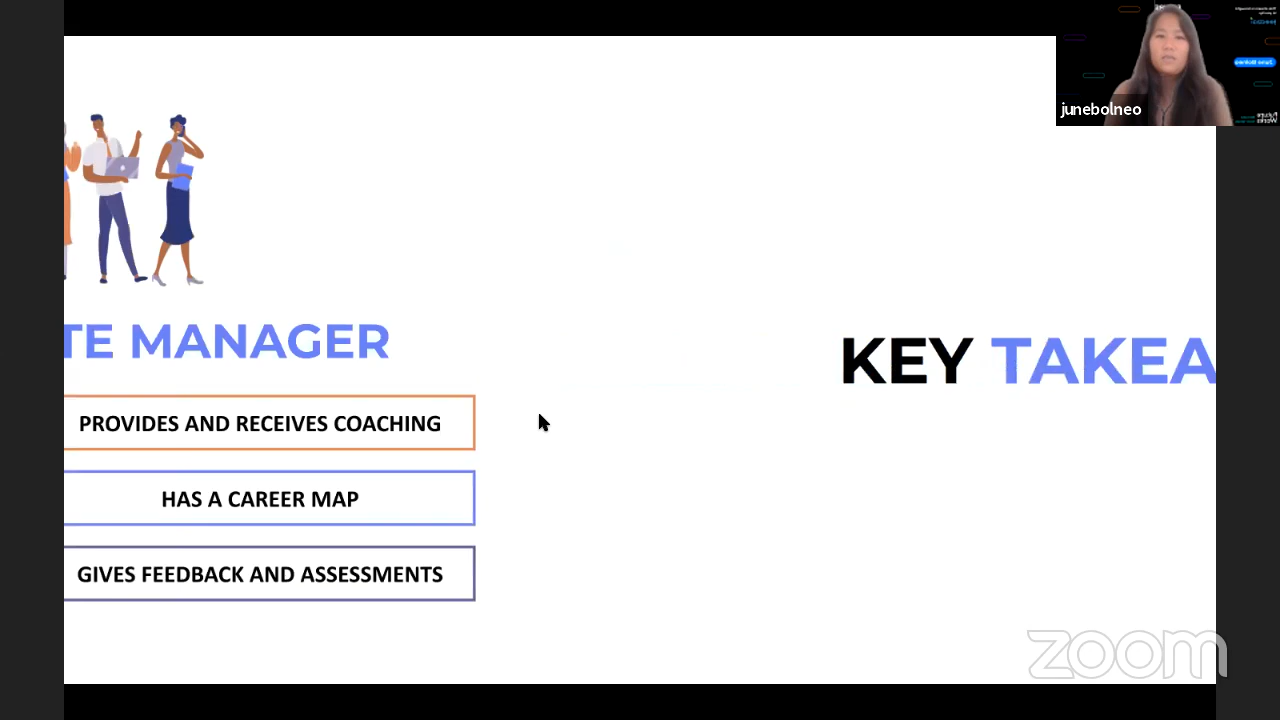 junebolneo
TE MANAGER
KEY TAKEA
PROVIDES AND RECEIVES COACHING
HAS A CAREER MAP
GIVES FEEDBACK AND ASSESSMENTS
zoom